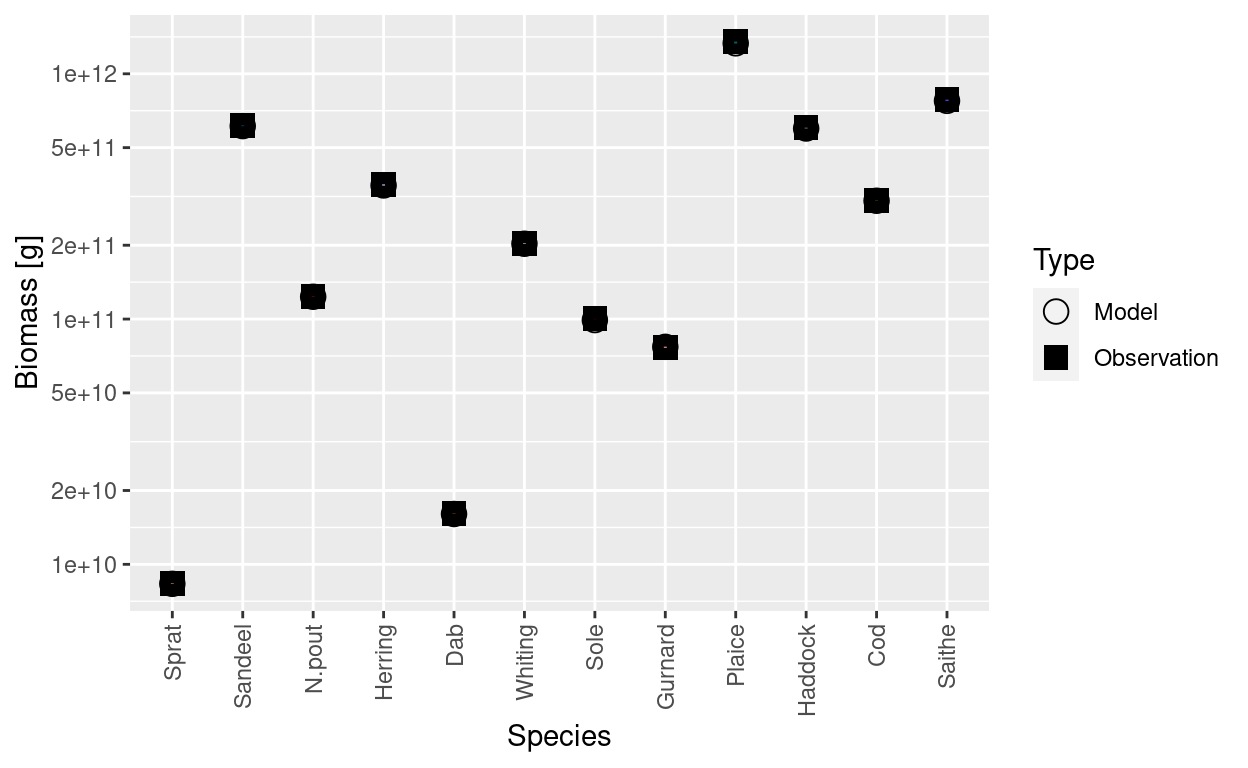 1e+12
5e+11
2e+11
1e+11
5e+10
2e+10
1e+10
Biomass [g]
Sprat
Sandeel
N.pout
Herring
Dab
Whiting
Sole
Gurnard
Plaice
Haddock
Cod
Saithe
Species
Type
Model
Observation